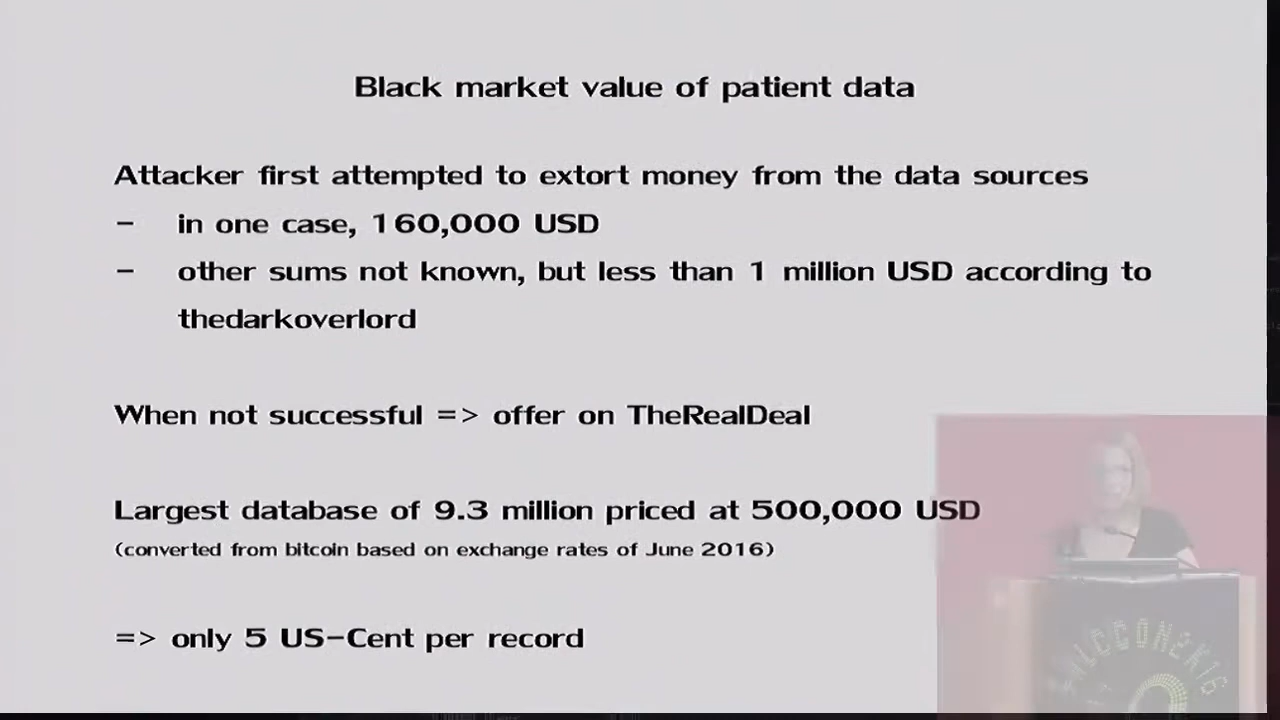 Black market value of patient data
Attacker first attempted to extort money from the data sources
- in one case, 160,000 USD
- other sums not known, but less than 1 million USD according to
thedarkoverlord
When not successful => offer on TheRealDeal
Largest database of 9.3 million priced at 500,000 USD
(converted from bitcoin based on exchange rates of June 2016)
=> only 5 US-Cent per record